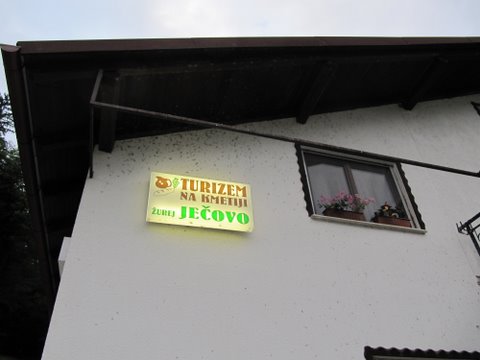 TURIZEM
NA KMETIJI
ŽUREJ JEČOVO